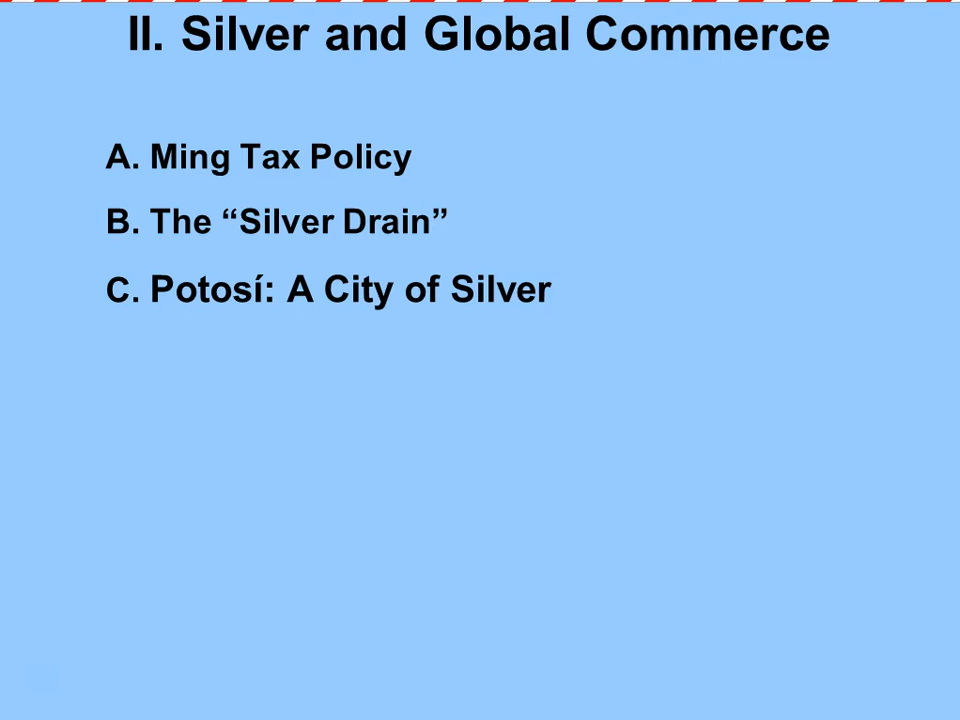 II. Silver and Global Commerce
A. Ming Tax Policy
B. The “Silver Drain”
C. Potosí: A City of Silver